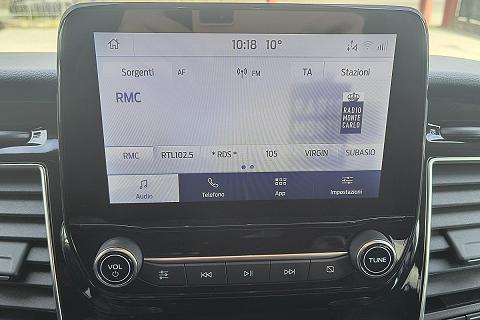 10:18 10°
Sorgenti AF FM TA Stazioni
RMC
RADIO
MONTE
CARLO
RMC RTL102.5 * RDS * 105 VIRGIN SUBASIO
Audio Telefono App Impostazioni
VOL TUNE